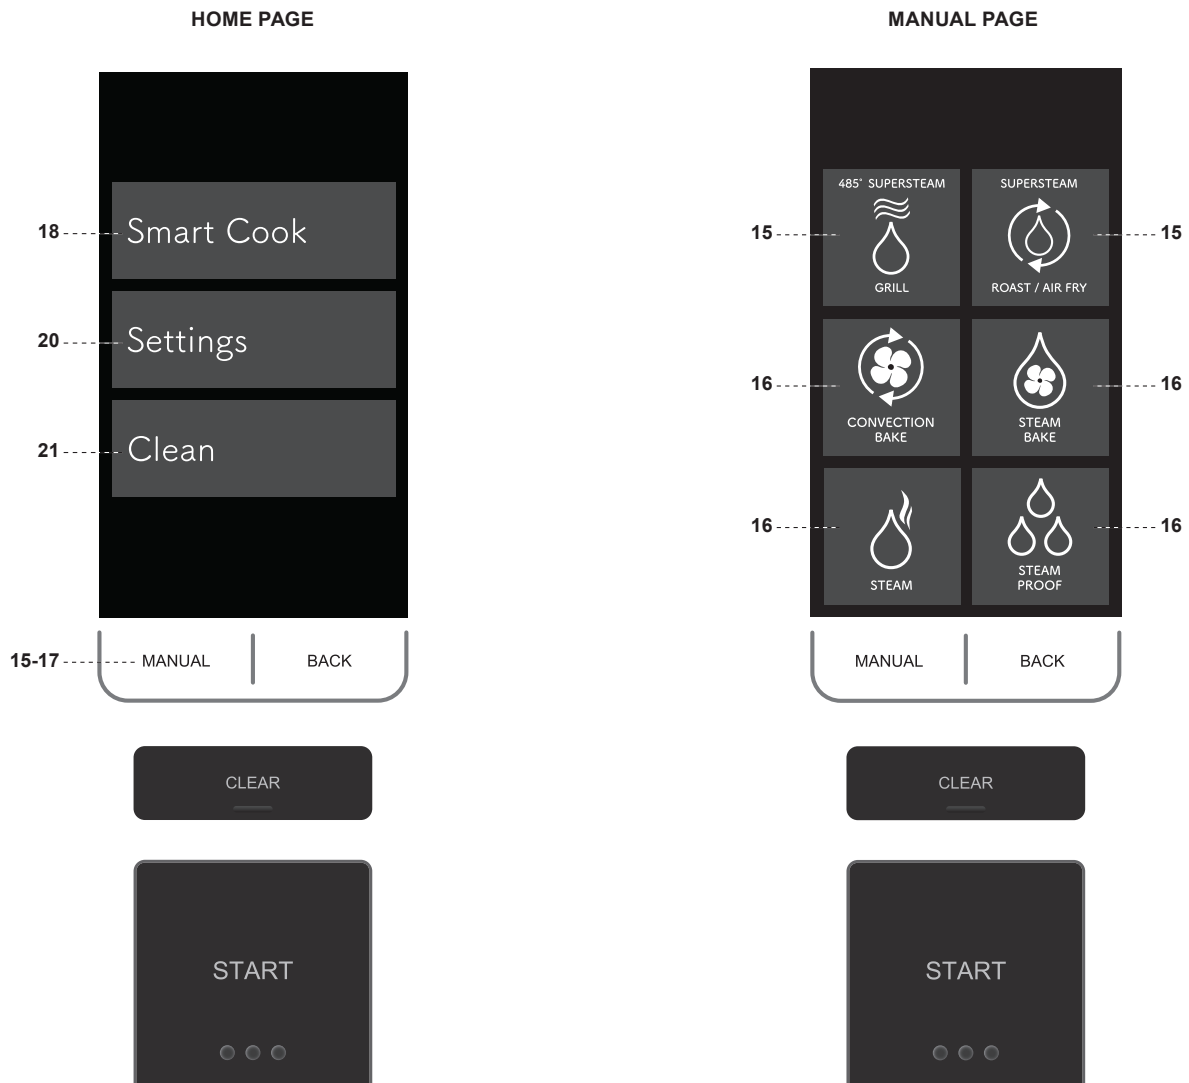 HOME PAGE
18
Smart Cook
20
Settings
21
Clean
15-17
MANUAL
BACK
CLEAR
START
MANUAL PAGE
485° SUPERSTEAM
SUPERSTEAM
15
15
GRILL
ROAST / AIR FRY
16
16
CONVECTION
BAKE
STEAM
BAKE
16
16
STEAM
STEAM
PROOF
MANUAL
BACK
CLEAR
START